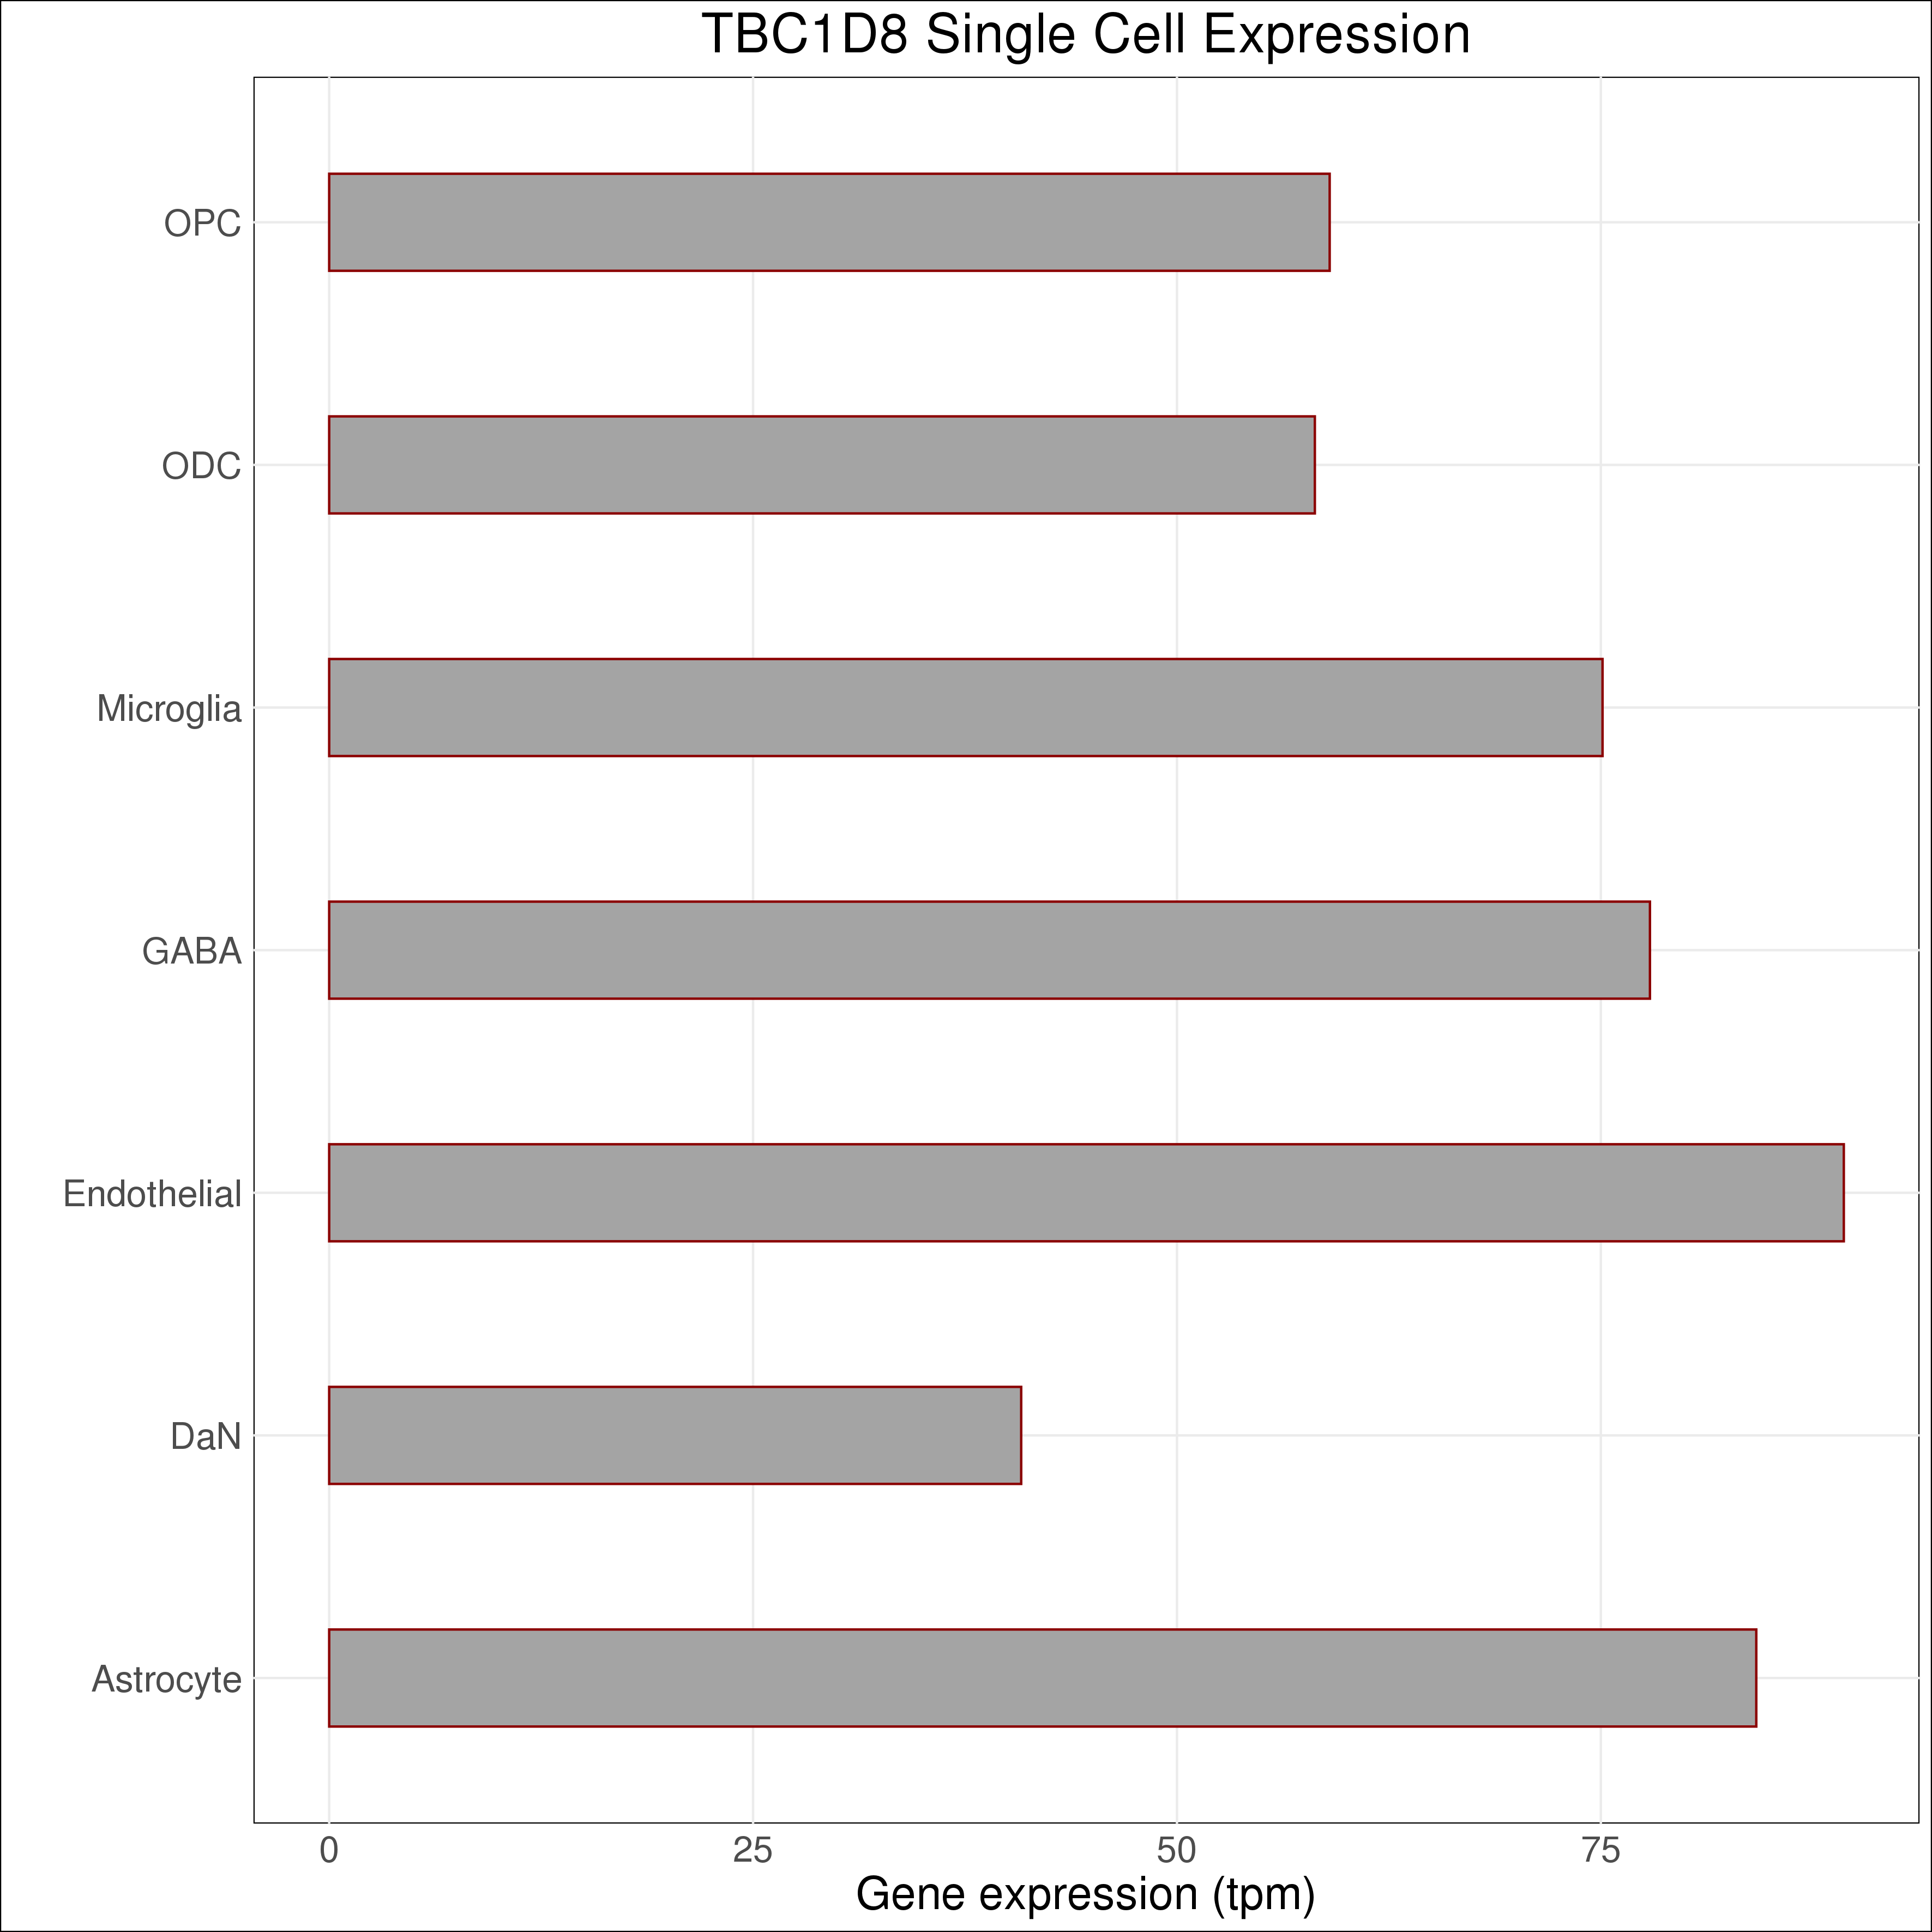 TBC1D8 Single Cell Expression
OPC
ODC
Microglia
GABA
Endothelial
DaN
Astrocyte
0 25 50 75
Gene expression (tpm)